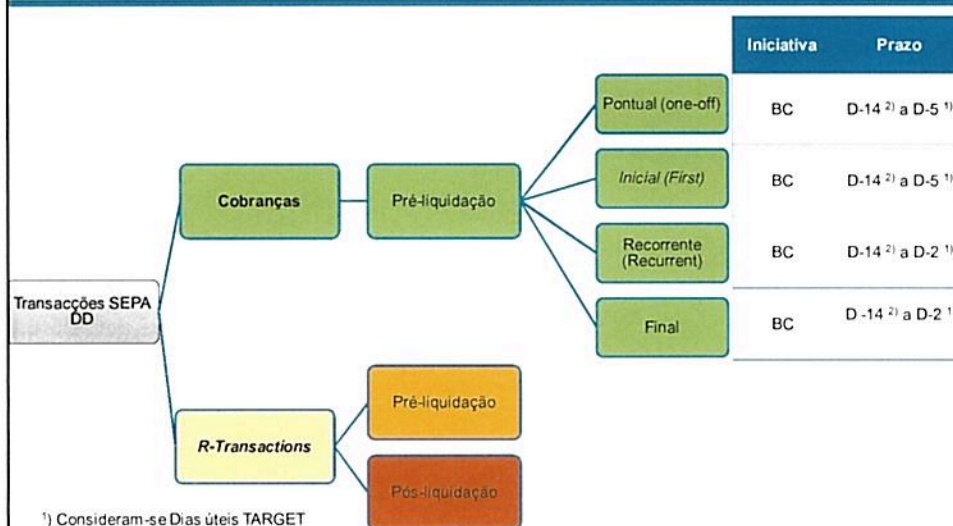 Iniciativa Prazo
Pontual (one-off) BC D-14 ²⁾ a D-5 ¹⁾
Inicial (First) BC D-14 ²⁾ a D-5 ¹⁾
Cobranças Pré-liquidação
Recorrente
(Recurrent) BC D-14 ²⁾ a D-2 ¹⁾
Final BC D -14 ²⁾ a D-2 ¹
Transacções SEPA
DD
Pré-liquidação
R-Transactions
Pós-liquidação
¹⁾ Consideram-se Dias úteis TARGET